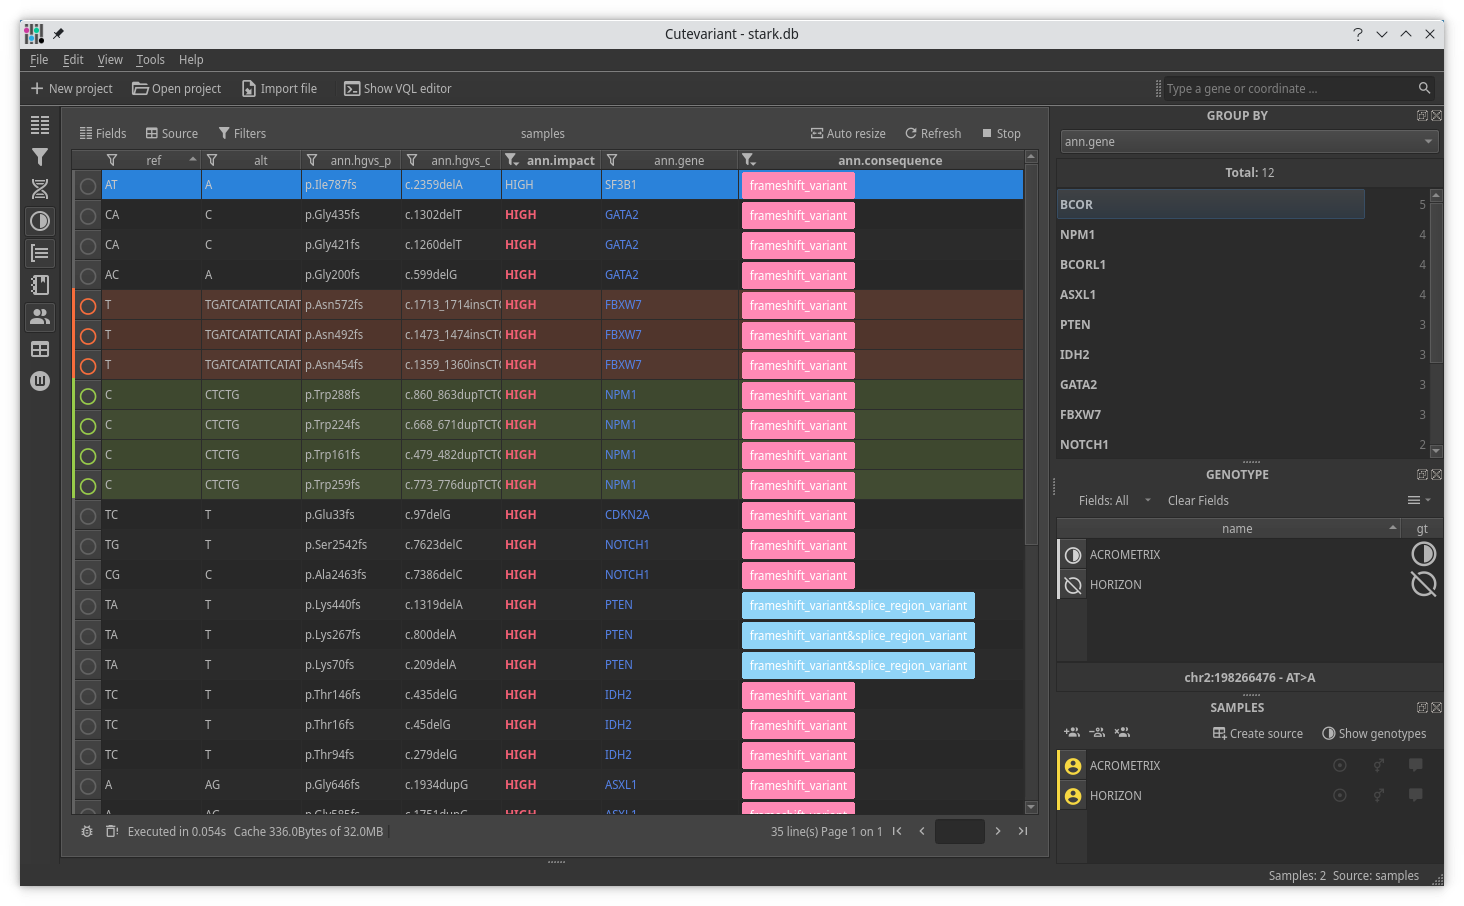 Cutevariant - stark.db
File Edit View Tools Help
New project Open project Import file Show VQL editor Type a gene or coordinate ...
Fields Source Filters samples Auto resize Refresh Stop
ref alt ann.hgvs_p ann.hgvs_c ann.impact ann.gene ann.consequence
AT A p.Ile787fs c.2359delA HIGH SF3B1 frameshift_variant
CA C p.Gly435fs c.1302delT HIGH GATA2 frameshift_variant
CA C p.Gly421fs c.1260delT HIGH GATA2 frameshift_variant
AC A p.Gly200fs c.599delG HIGH GATA2 frameshift_variant
T TGATCATATTCATAT p.Asn572fs c.1713_1714insCTC HIGH FBXW7 frameshift_variant
T TGATCATATTCATAT p.Asn492fs c.1473_1474insCTC HIGH FBXW7 frameshift_variant
T TGATCATATTCATAT p.Asn454fs c.1359_1360insCTC HIGH FBXW7 frameshift_variant
C CTCTG p.Trp288fs c.860_863dupTCTC HIGH NPM1 frameshift_variant
C CTCTG p.Trp224fs c.668_671dupTCTC HIGH NPM1 frameshift_variant
C CTCTG p.Trp161fs c.479_482dupTCTC HIGH NPM1 frameshift_variant
C CTCTG p.Trp259fs c.773_776dupTCTC HIGH NPM1 frameshift_variant
TC T p.Glu33fs c.97delG HIGH CDKN2A frameshift_variant
TG T p.Ser2542fs c.7623delC HIGH NOTCH1 frameshift_variant
CG C p.Ala2463fs c.7386delC HIGH NOTCH1 frameshift_variant
TA T p.Lys440fs c.1319delA HIGH PTEN frameshift_variant&splice_region_variant
TA T p.Lys267fs c.800delA HIGH PTEN frameshift_variant&splice_region_variant
TA T p.Lys70fs c.209delA HIGH PTEN frameshift_variant&splice_region_variant
TC T p.Thr146fs c.435delG HIGH IDH2 frameshift_variant
TC T p.Thr16fs c.45delG HIGH IDH2 frameshift_variant
TC T p.Thr94fs c.279delG HIGH IDH2 frameshift_variant
A AG p.Gly646fs c.1934dupG HIGH ASXL1 frameshift_variant
Executed in 0.054s Cache 336.0Bytes of 32.0MB 35 line(s) Page 1 on 1
GROUP BY
ann.gene
Total: 12
BCOR 5
NPM1 4
BCORL1 4
ASXL1 4
PTEN 3
IDH2 3
GATA2 3
FBXW7 3
NOTCH1 2
GENOTYPE
Fields: All Clear Fields
name gt
ACROMETRIX
HORIZON
chr2:198266476 - AT>A
SAMPLES
Create source Show genotypes
ACROMETRIX
HORIZON
Samples: 2 Source: samples